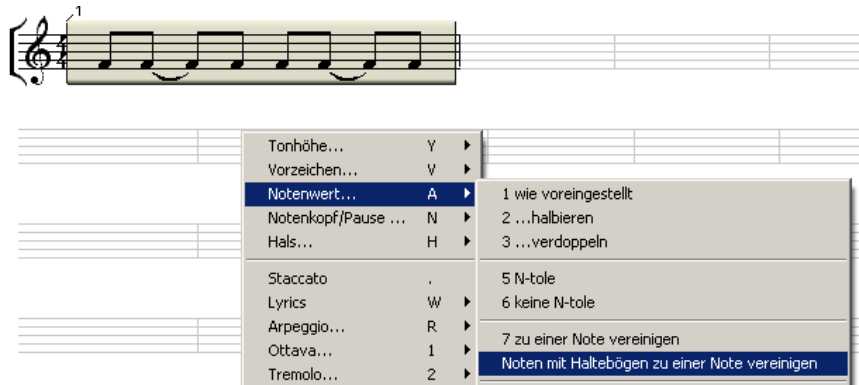 1
4
4
Tonhöhe... Y
Vorzeichen... V
Notenwert... A
Notenkopf/Pause ... N
Hals... H
Staccato .
Lyrics W
Arpeggio... R
Ottava... 1
Tremolo... 2
1 wie voreingestellt
2 ...halbieren
3 ...verdoppeln
5 N-tole
6 keine N-tole
7 zu einer Note vereinigen
Noten mit Haltebögen zu einer Note vereinigen